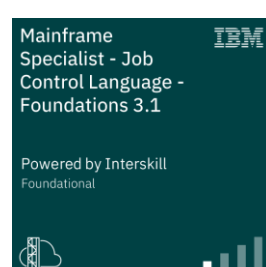 Mainframe
Specialist - Job
Control Language -
Foundations 3.1
IBM
Powered by Interskill
Foundational